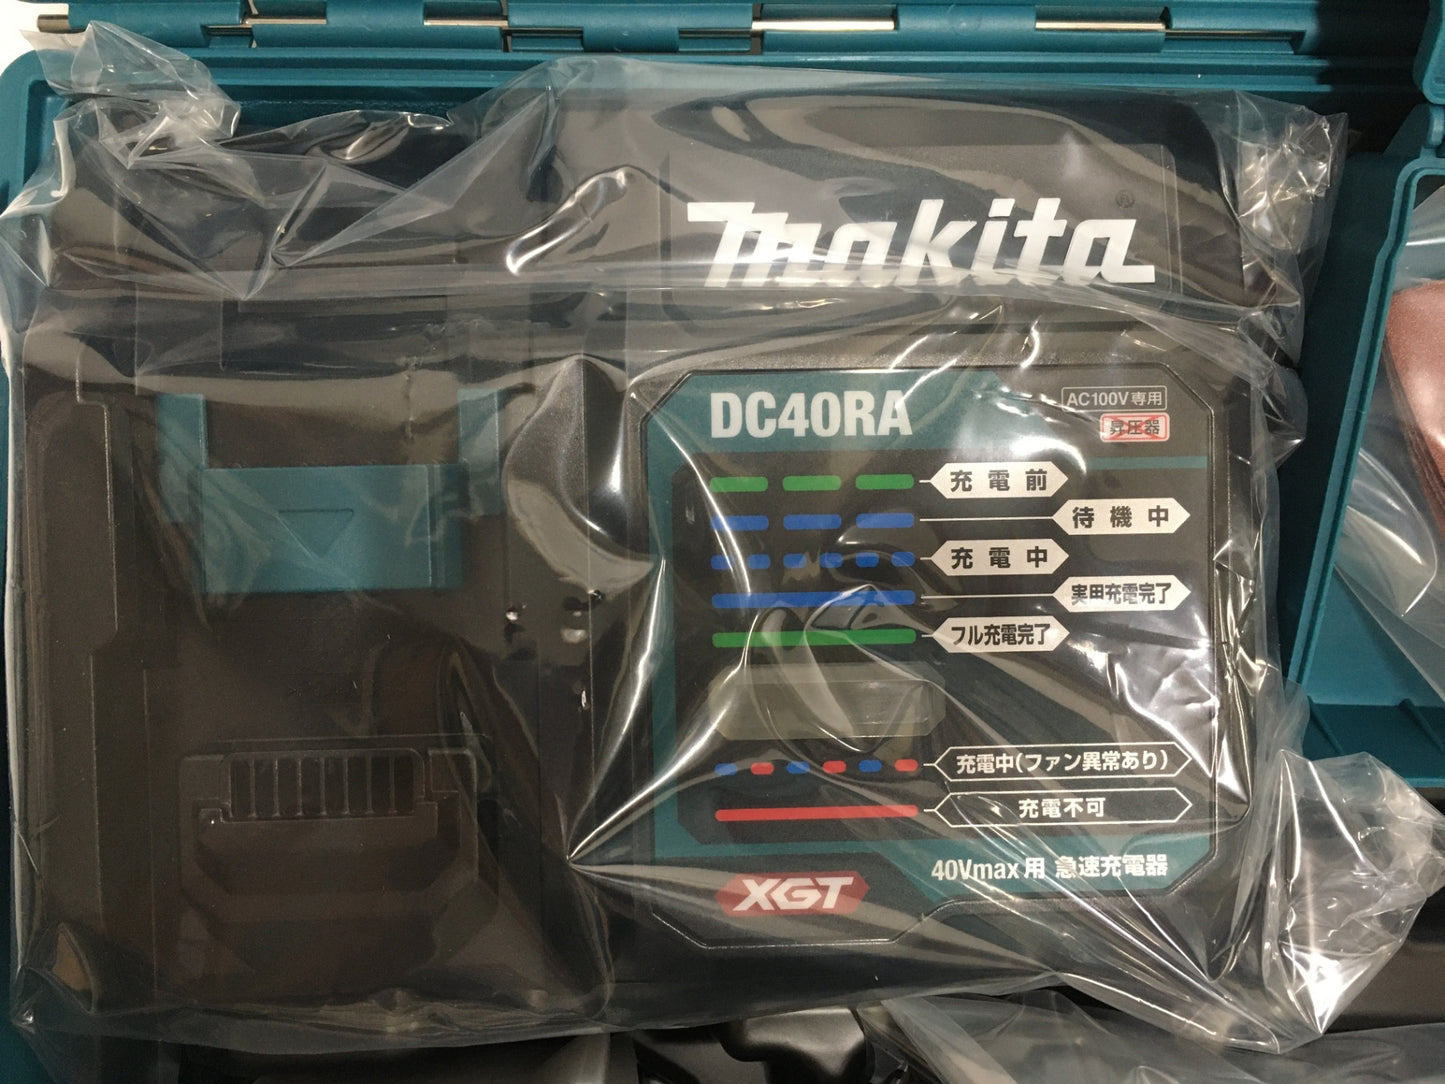 makita®
DC40RA
AC100V専用
昇圧器
充電前
待機中
充電中
実用充電完了
フル充電完了
充電中(ファン異常あり)
充電不可
40Vmax用 急速充電器
XGT